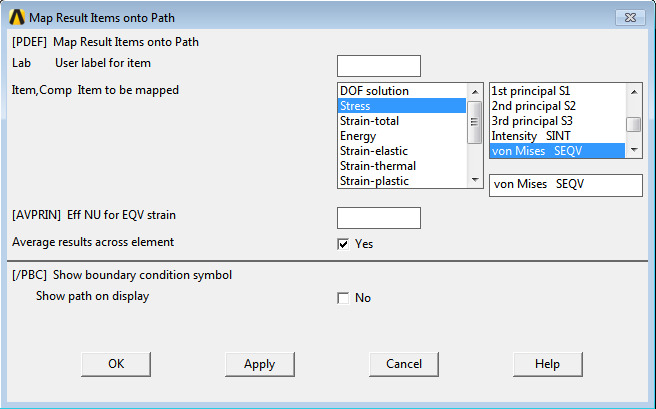 Map Result Items onto Path
[PDEF] Map Result Items onto Path
Lab User label for item
Item,Comp Item to be mapped
DOF solution
Stress
Strain-total
Energy
Strain-elastic
Strain-thermal
Strain-plastic
1st principal S1
2nd principal S2
3rd principal S3
Intensity SINT
von Mises SEQV
von Mises SEQV
[AVPRIN] Eff NU for EQV strain
Average results across element
Yes
[/PBC] Show boundary condition symbol
Show path on display
No
OK
Apply
Cancel
Help